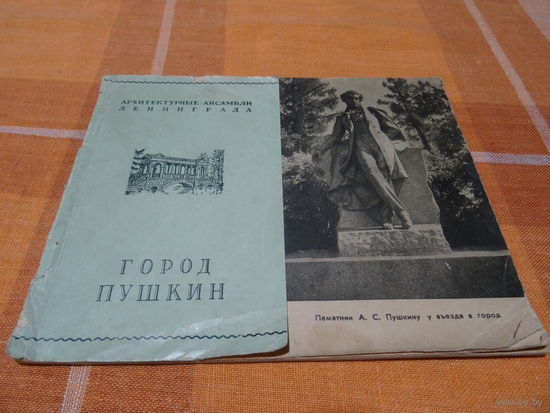 АРХИТЕКТУРНЫЕ АНСАМБЛИ
ЛЕНИНГРАДА
ГОРОД
ПУШКИН
Памятник А. С. Пушкину у въезда в город